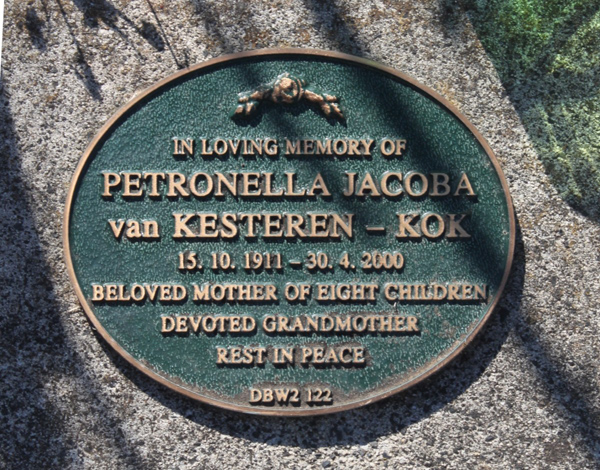 IN LOVING MEMORY OF
PETRONELLA JACOBA
van KESTEREN – KOK
15. 10. 1911 – 30. 4. 2000
BELOVED MOTHER OF EIGHT CHILDREN
DEVOTED GRANDMOTHER
REST IN PEACE
DBW2 122